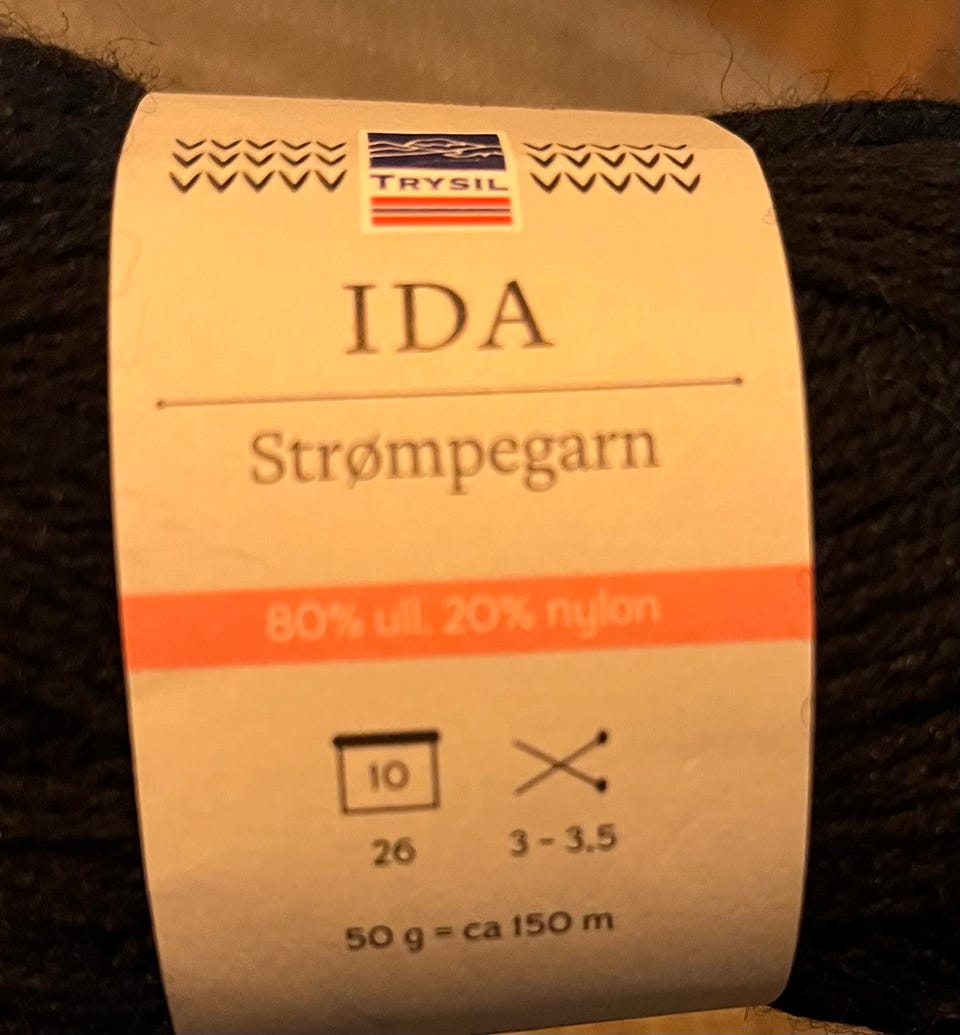 TRYSIL
IDA
Strømpegarn
80% ull, 20% nylon
10
26
3 - 3,5
50 g = ca 150 m